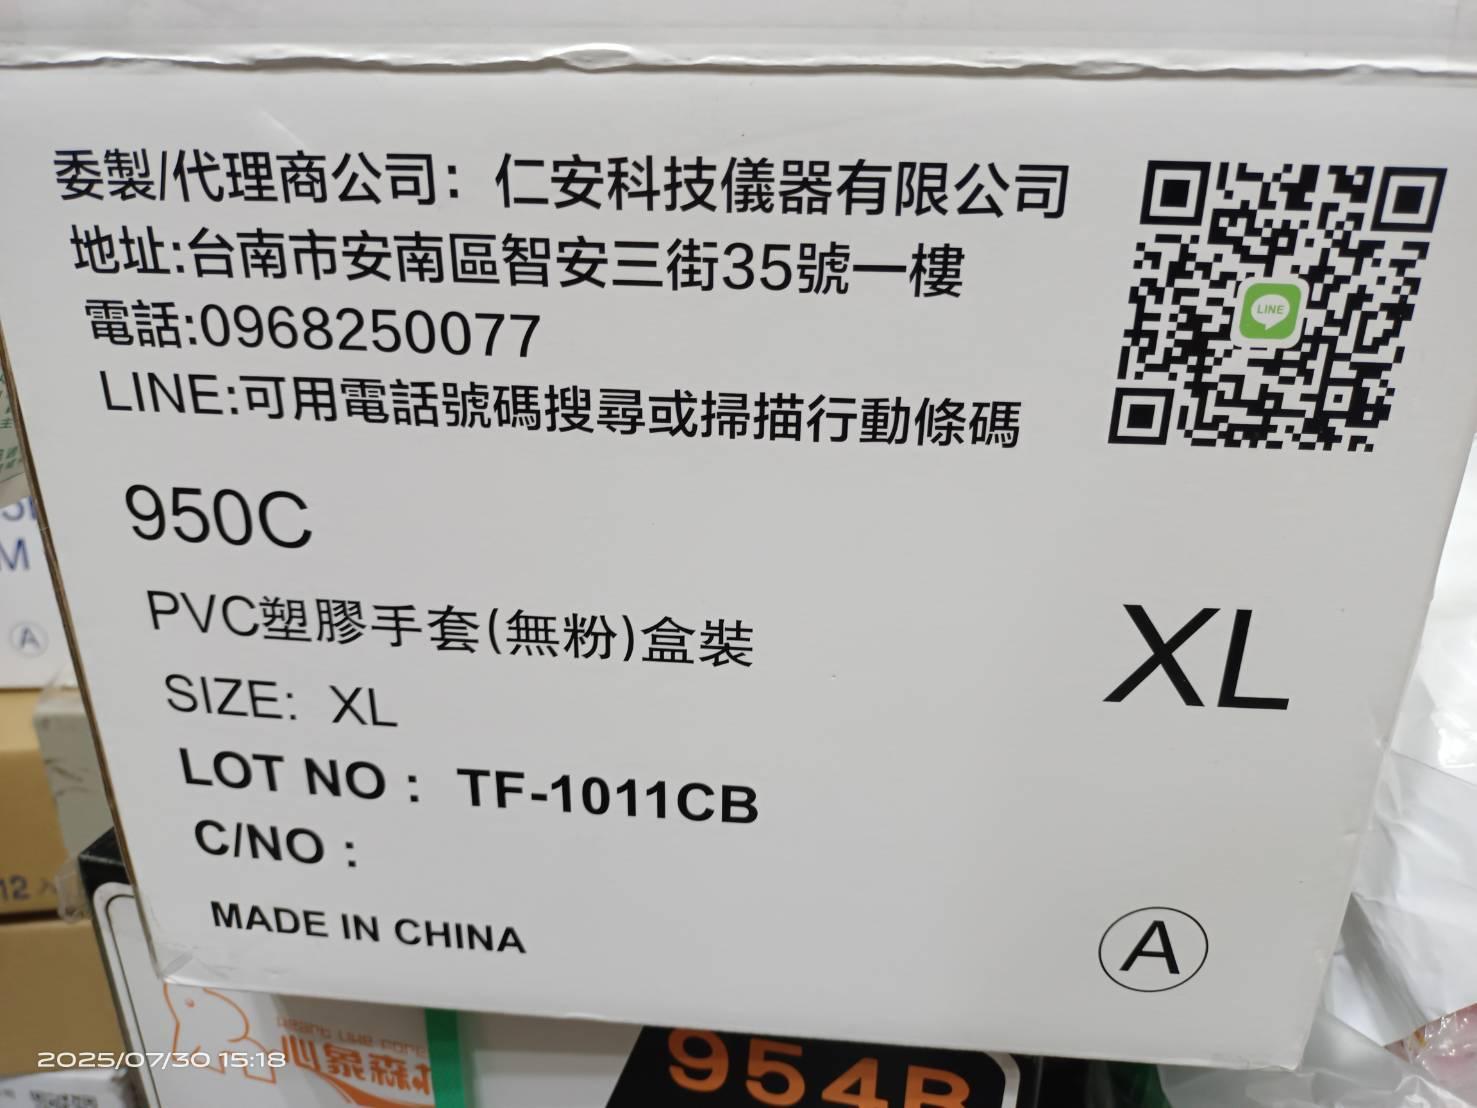 委製/代理商公司：仁安科技儀器有限公司
地址:台南市安南區智安三街35號一樓
電話:0968250077
LINE:可用電話號碼搜尋或掃描行動條碼
LINE
950C
PVC塑膠手套(無粉)盒裝
SIZE: XL
XL
LOT NO：TF-1011CB
C/NO：
MADE IN CHINA
A
M
A
12
心象森
954B
2025/07/30 15:18